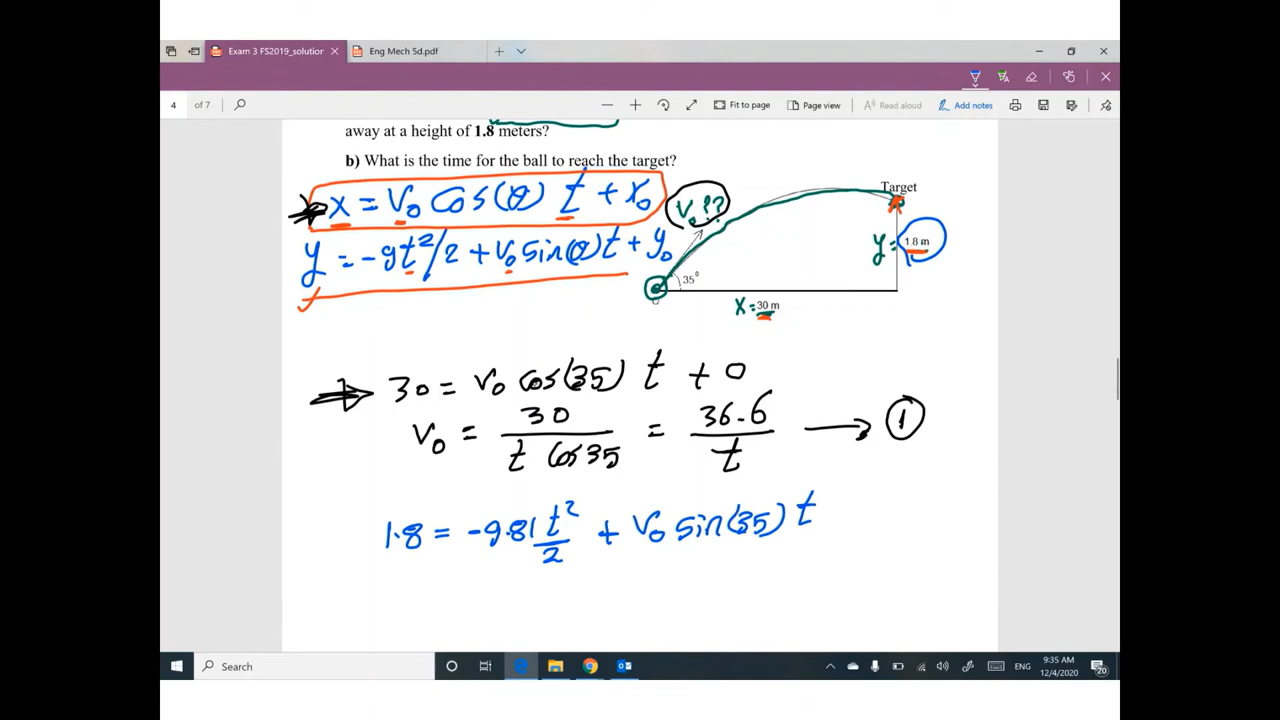 Exam 3 FS2019_solutior
Eng Mech 5d.pdf
4 of 7
Fit to page
Page view
Read aloud
Add notes
away at a height of 1.8 meters?
b) What is the time for the ball to reach the target?
x = v₀ cos(θ) t + x₀
y = -gt²/2 + v₀ sin(θ)t + y₀
V₀??
Target
y = 1.8 m
35⁰
X = 30 m
30 = v₀ cos(35) t + 0
v₀ = 30 / t cos35 = 36.6 / t → 1
1.8 = -9.81 t²/2 + v₀ sin(35) t
Search
ENG
9:35 AM
12/4/2020
20